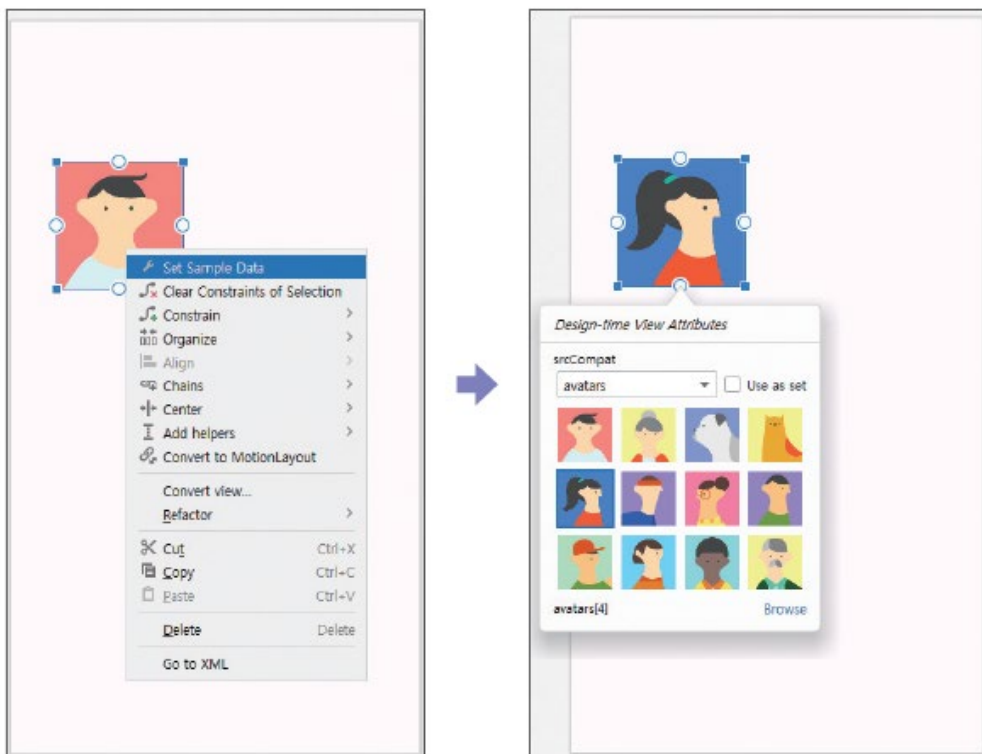 Set Sample Data
Clear Constraints of Selection
Constrain
Organize
Align
Chains
Center
Add helpers
Convert to MotionLayout
Convert view...
Refactor
Cut Ctrl+X
Copy Ctrl+C
Paste Ctrl+V
Delete Delete
Go to XML
Design-time View Attributes
srcCompat
avatars Use as set
avatars[4] Browse